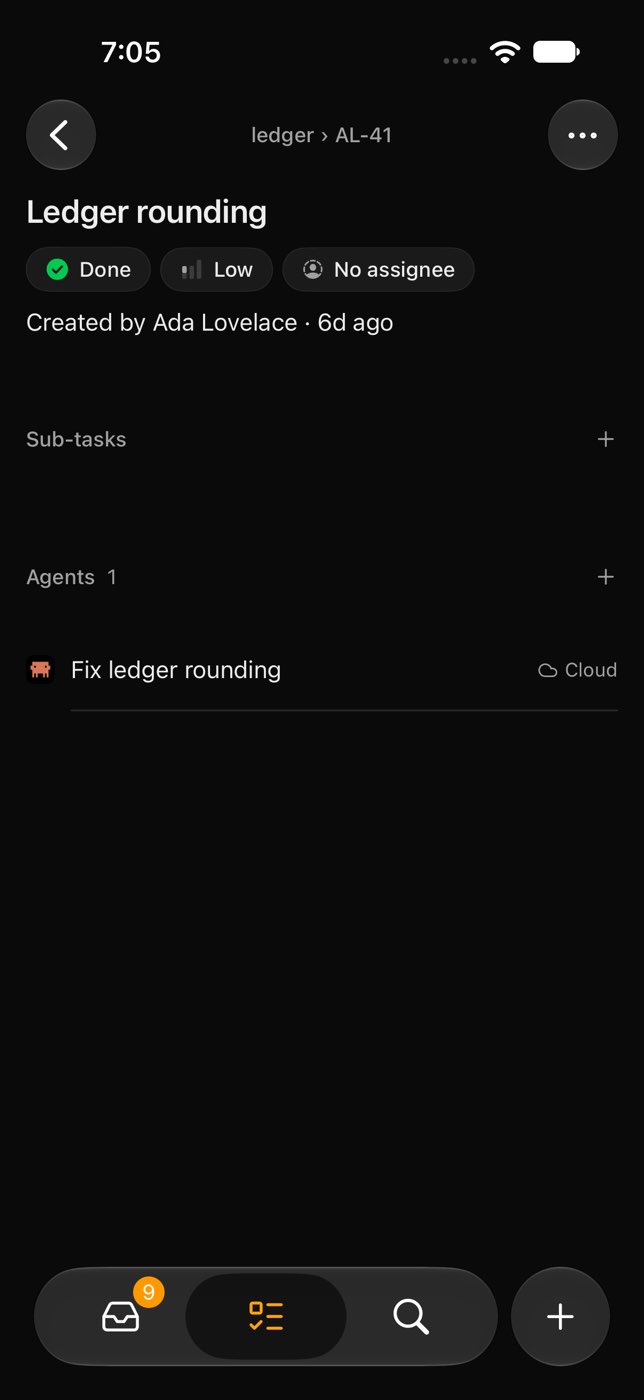 7:05
ledger › AL-41
Ledger rounding
Done
Low
No assignee
Created by Ada Lovelace · 6d ago
Sub-tasks
Agents 1
Fix ledger rounding
Cloud
9